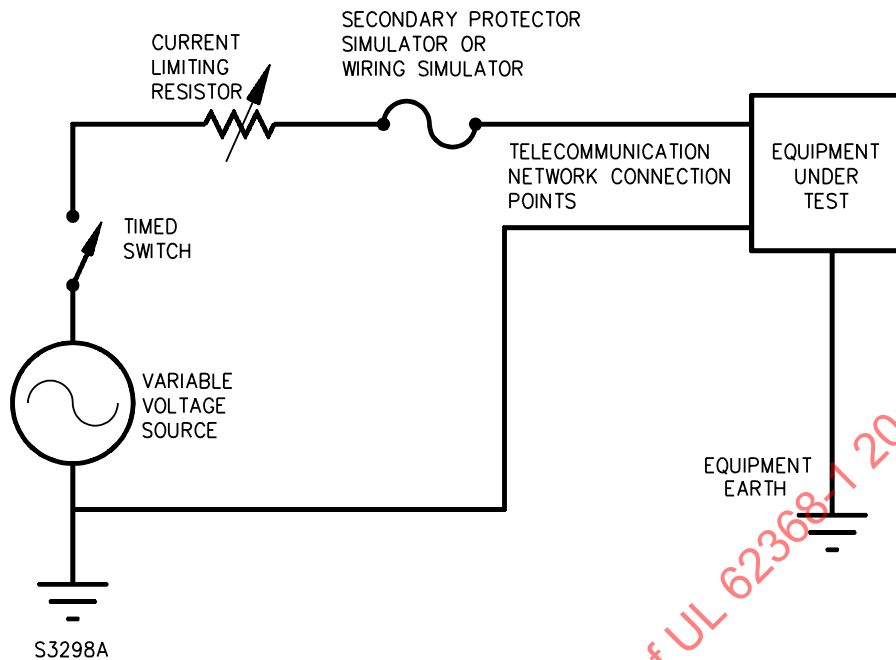 SECONDARY PROTECTOR
SIMULATOR OR
WIRING SIMULATOR
CURRENT
LIMITING
RESISTOR
TELECOMMUNICATION
NETWORK CONNECTION
POINTS
EQUIPMENT
UNDER
TEST
TIMED
SWITCH
VARIABLE
VOLTAGE
SOURCE
EQUIPMENT
EARTH
S3298A
f UL 62368-1 20